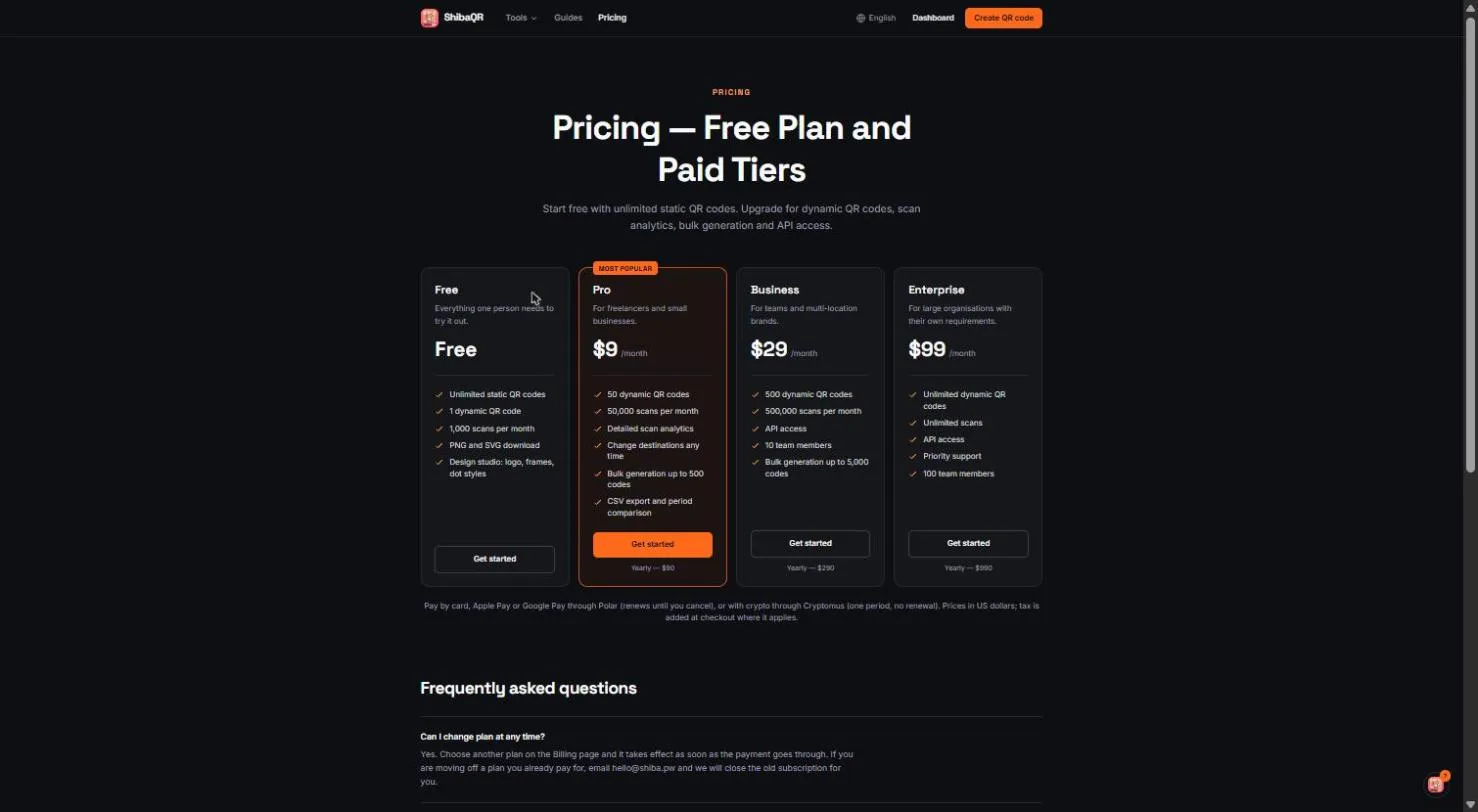 ShibaQR
Tools
Guides
Pricing
English
Dashboard
Create QR code
PRICING
Pricing — Free Plan and
Paid Tiers
Start free with unlimited static QR codes. Upgrade for dynamic QR codes, scan
analytics, bulk generation and API access.
Free
Everything one person needs to
try it out.
Free
Unlimited static QR codes
1 dynamic QR code
1,000 scans per month
PNG and SVG download
Design studio: logo, frames,
dot styles
Get started
MOST POPULAR
Pro
For freelancers and small
businesses.
$9 /month
50 dynamic QR codes
50,000 scans per month
Detailed scan analytics
Change destinations any
time
Bulk generation up to 500
codes
CSV export and period
comparison
Get started
Yearly — $90
Business
For teams and multi-location
brands.
$29 /month
500 dynamic QR codes
500,000 scans per month
API access
10 team members
Bulk generation up to 5,000
codes
Get started
Yearly — $290
Enterprise
For large organisations with
their own requirements.
$99 /month
Unlimited dynamic QR
codes
Unlimited scans
API access
Priority support
100 team members
Get started
Yearly — $990
Pay by card, Apple Pay or Google Pay through Polar (renews until you cancel), or with crypto through Cryptomus (one period, no renewal). Prices in US dollars; tax is
added at checkout where it applies.
Frequently asked questions
Can I change plan at any time?
Yes. Choose another plan on the Billing page and it takes effect as soon as the payment goes through. If you
are moving off a plan you already pay for, email hello@shiba.pw and we will close the old subscription for
you.